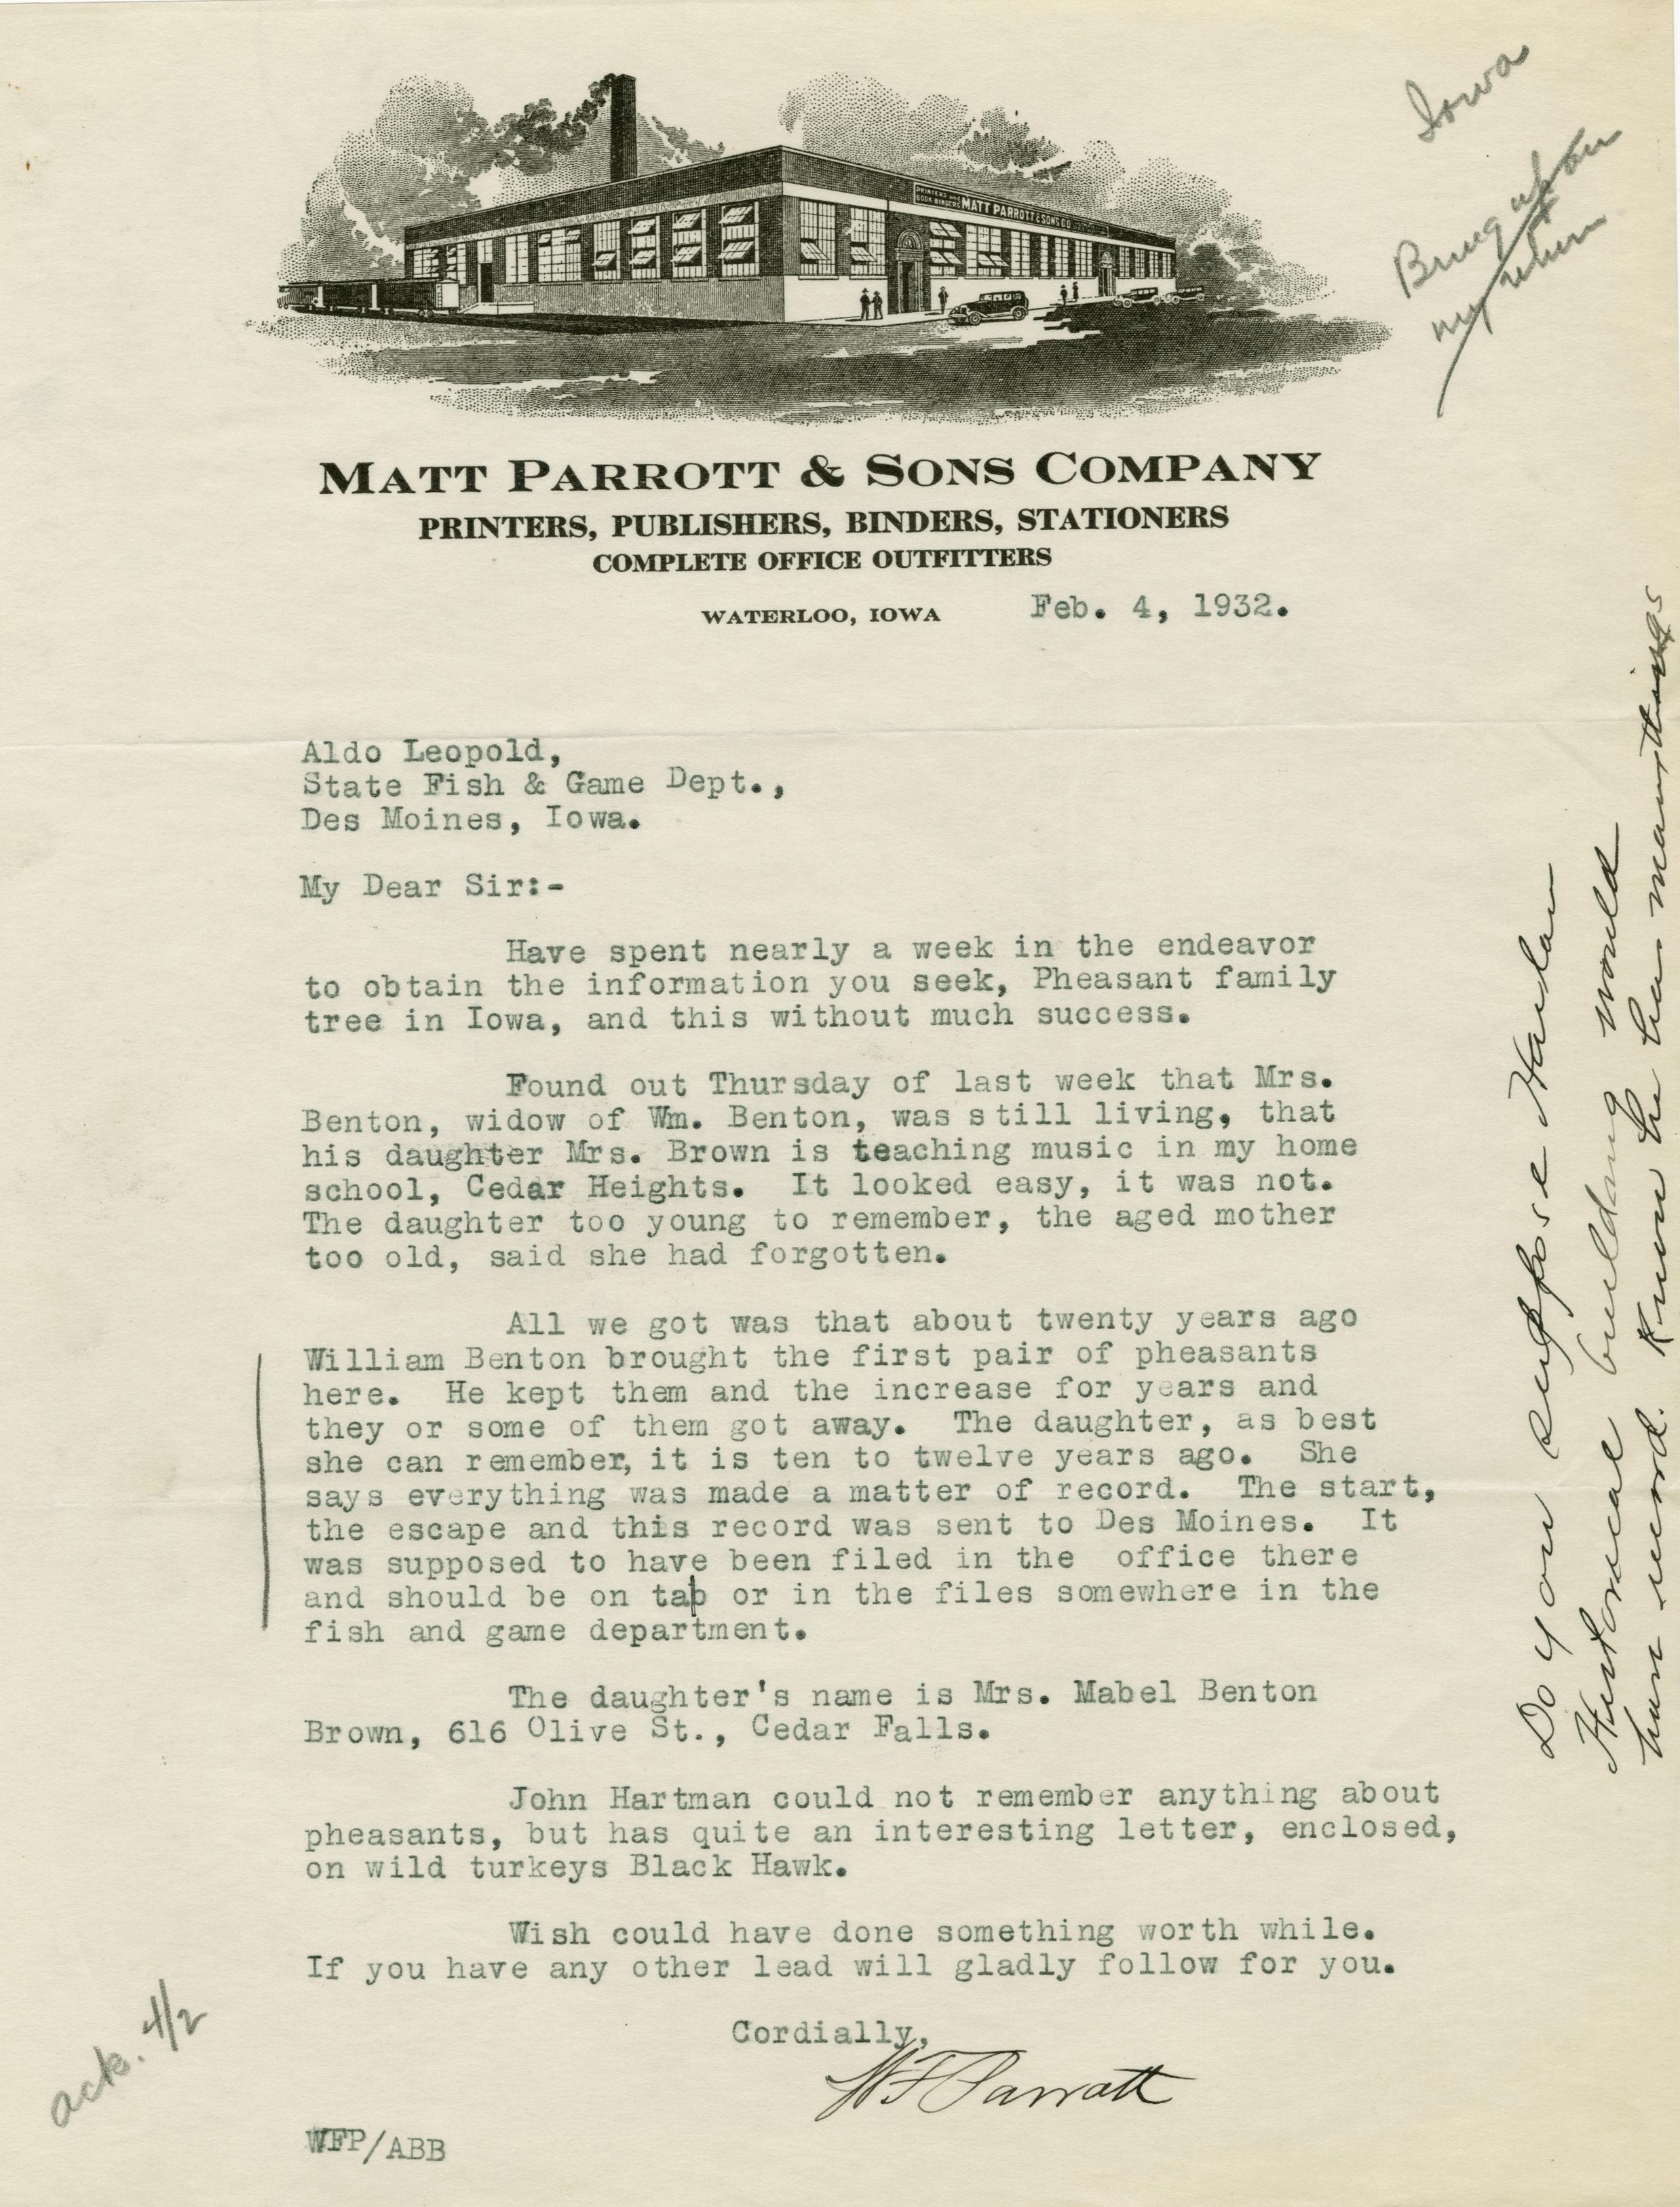 Iowa
Bring up on
my return
PRINTERS
BOOK BINDERS MATT PARROTT & SONS CO.
MATT PARROTT & SONS COMPANY
PRINTERS, PUBLISHERS, BINDERS, STATIONERS
COMPLETE OFFICE OUTFITTERS
WATERLOO, IOWA Feb. 4, 1932.
Aldo Leopold,
State Fish & Game Dept.,
Des Moines, Iowa.
My Dear Sir:-
Have spent nearly a week in the endeavor
to obtain the information you seek, Pheasant family
tree in Iowa, and this without much success.
Found out Thursday of last week that Mrs.
Benton, widow of Wm. Benton, was still living, that
his daughter Mrs. Brown is teaching music in my home
school, Cedar Heights. It looked easy, it was not.
The daughter too young to remember, the aged mother
too old, said she had forgotten.
All we got was that about twenty years ago
William Benton brought the first pair of pheasants
here. He kept them and the increase for years and
they or some of them got away. The daughter, as best
she can remember, it is ten to twelve years ago. She
says everything was made a matter of record. The start,
the escape and this record was sent to Des Moines. It
was supposed to have been filed in the office there
and should be on tab or in the files somewhere in the
fish and game department.
The daughter's name is Mrs. Mabel Benton
Brown, 616 Olive St., Cedar Falls.
John Hartman could not remember anything about
pheasants, but has quite an interesting letter, enclosed,
on wild turkeys Black Hawk.
Wish could have done something worth while.
If you have any other lead will gladly follow for you.
Cordially,
WF Parrott
WFP/ABB
ack. 4/2
Do you suppose Harlan
Historical building would
know he has many things
have record.